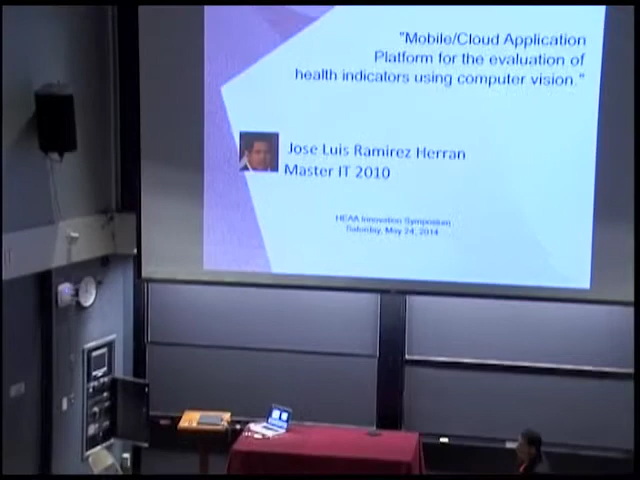 "Mobile/Cloud Application
Platform for the evaluation of
health indicators using computer vision."
Jose Luis Ramirez Herran
Master IT 2010
HEAA Innovation Symposium
Saturday, May 24, 2014